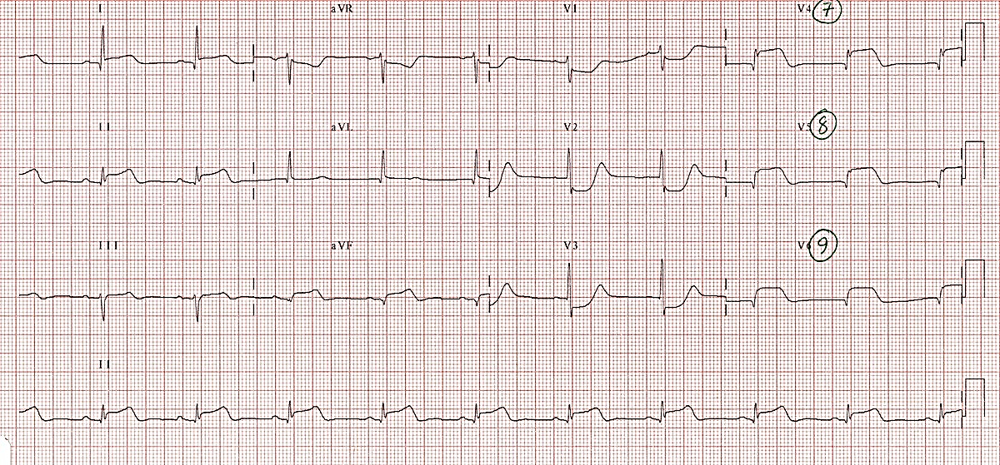 I aVR V1 V4 7
II aVL V2 V5 8
III aVF V3 V6 9
II